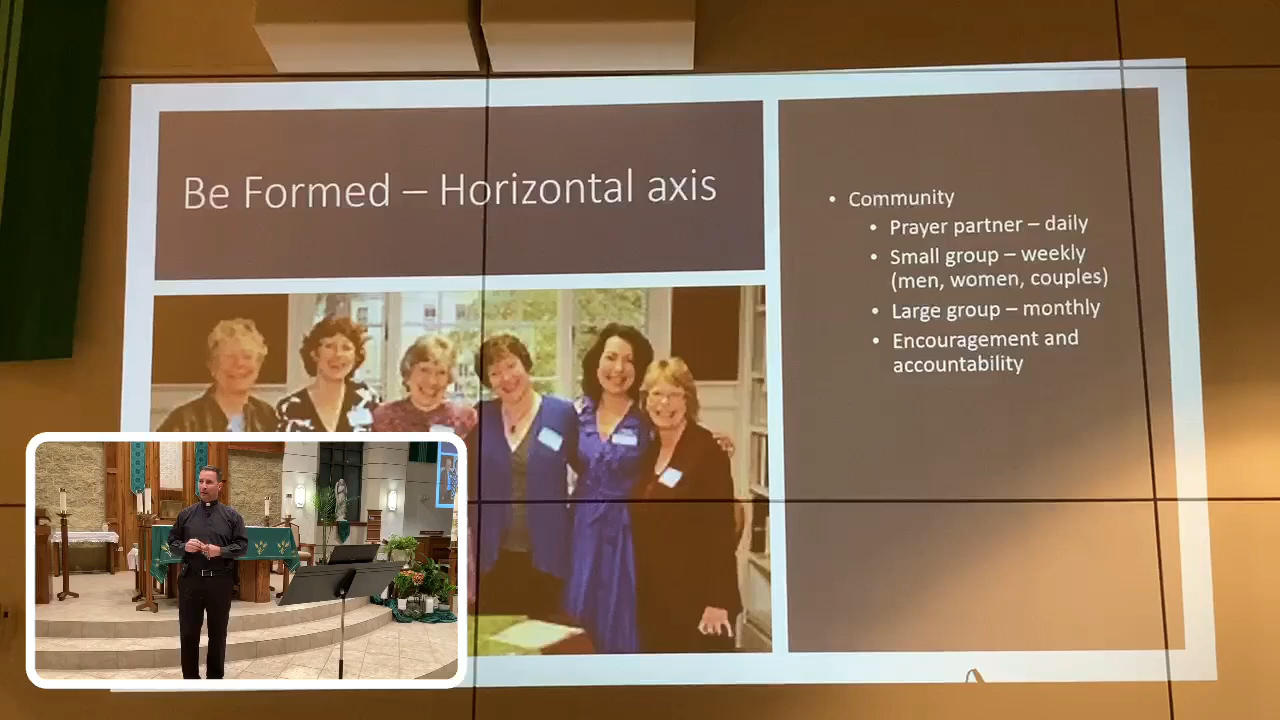 Be Formed – Horizontal axis
• Community
• Prayer partner – daily
• Small group – weekly
(men, women, couples)
• Large group – monthly
• Encouragement and
accountability